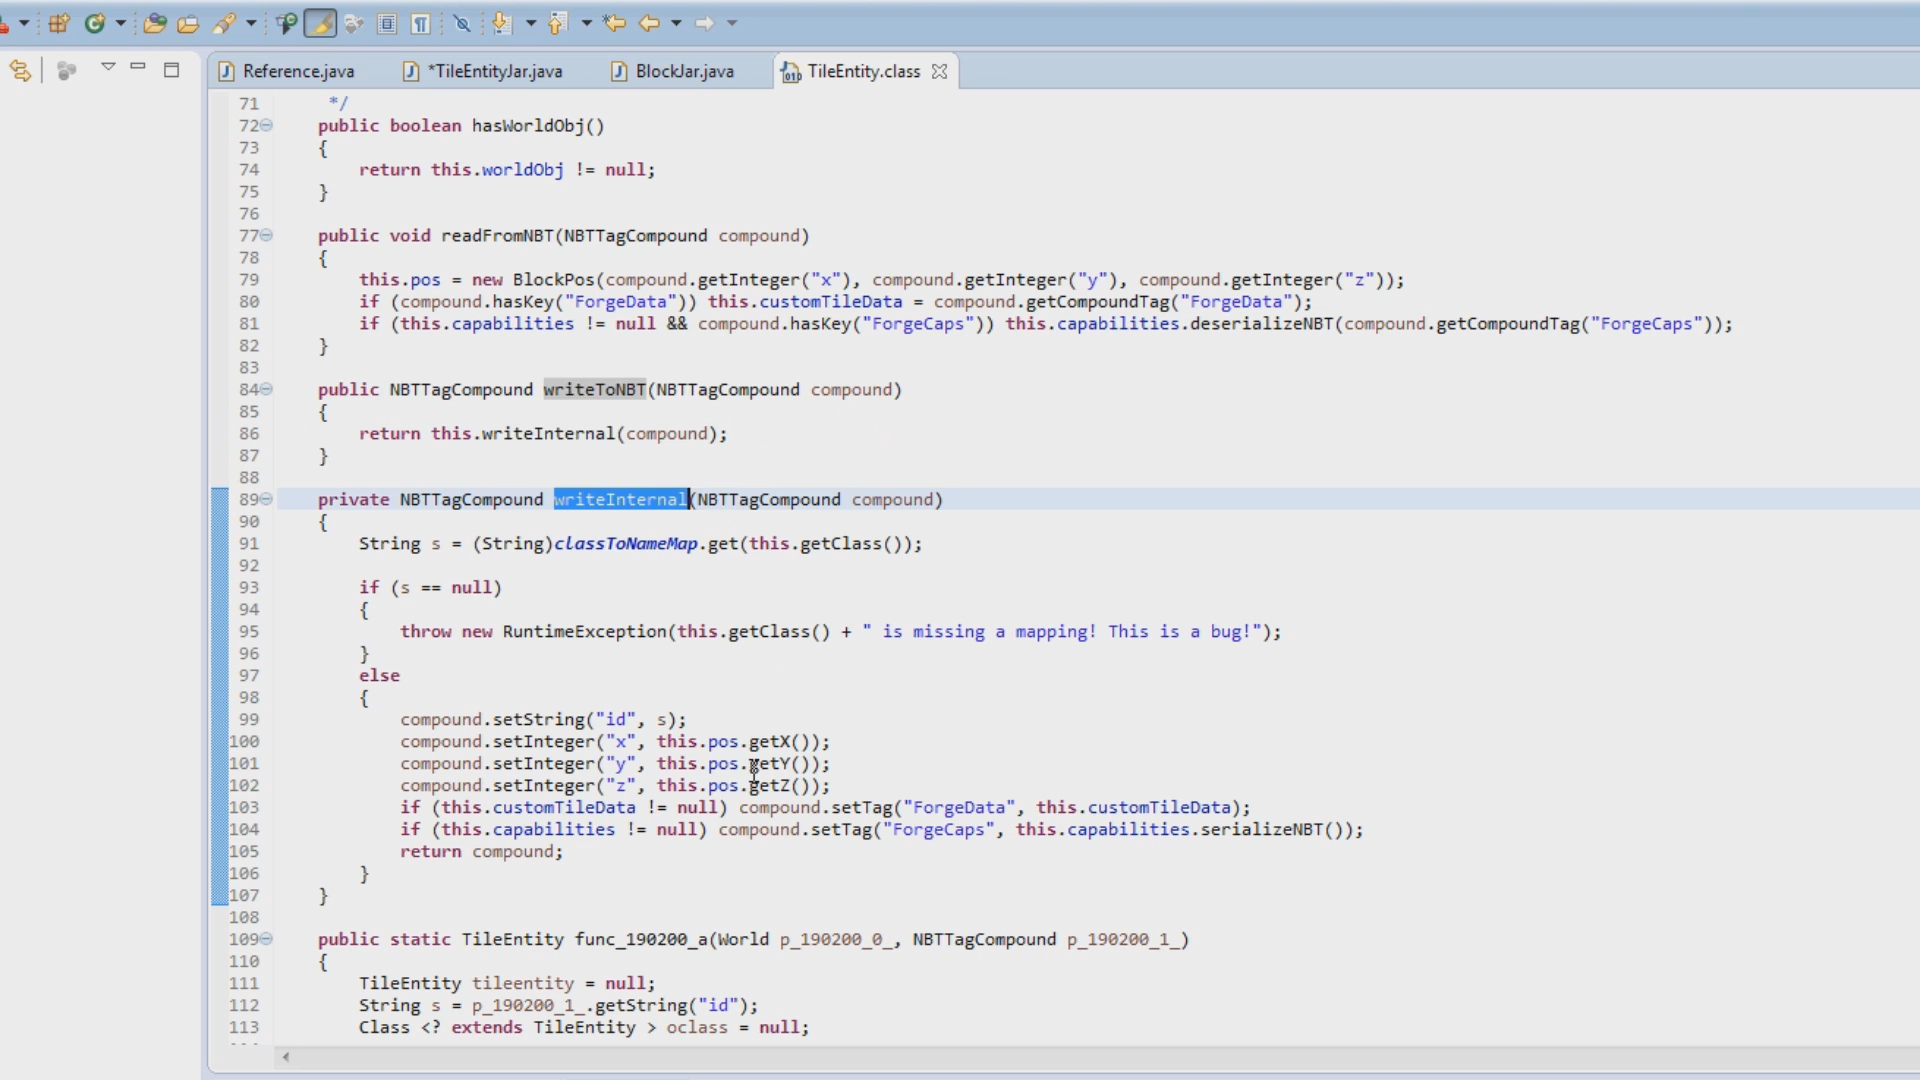 Reference.java *TileEntityJar.java BlockJar.java TileEntity.class
71 */
72 public boolean hasWorldObj()
73 {
74 return this.worldObj != null;
75 }
76
77 public void readFromNBT(NBTTagCompound compound)
78 {
79 this.pos = new BlockPos(compound.getInteger("x"), compound.getInteger("y"), compound.getInteger("z"));
80 if (compound.hasKey("ForgeData")) this.customTileData = compound.getCompoundTag("ForgeData");
81 if (this.capabilities != null && compound.hasKey("ForgeCaps")) this.capabilities.deserializeNBT(compound.getCompoundTag("ForgeCaps"));
82 }
83
84 public NBTTagCompound writeToNBT(NBTTagCompound compound)
85 {
86 return this.writeInternal(compound);
87 }
88
89 private NBTTagCompound writeInternal(NBTTagCompound compound)
90 {
91 String s = (String)classToNameMap.get(this.getClass());
92
93 if (s == null)
94 {
95 throw new RuntimeException(this.getClass() + " is missing a mapping! This is a bug!");
96 }
97 else
98 {
99 compound.setString("id", s);
100 compound.setInteger("x", this.pos.getX());
101 compound.setInteger("y", this.pos.getY());
102 compound.setInteger("z", this.pos.getZ());
103 if (this.customTileData != null) compound.setTag("ForgeData", this.customTileData);
104 if (this.capabilities != null) compound.setTag("ForgeCaps", this.capabilities.serializeNBT());
105 return compound;
106 }
107 }
108
109 public static TileEntity func_190200_a(World p_190200_0_, NBTTagCompound p_190200_1_)
110 {
111 TileEntity tileentity = null;
112 String s = p_190200_1_.getString("id");
113 Class <? extends TileEntity > oclass = null;